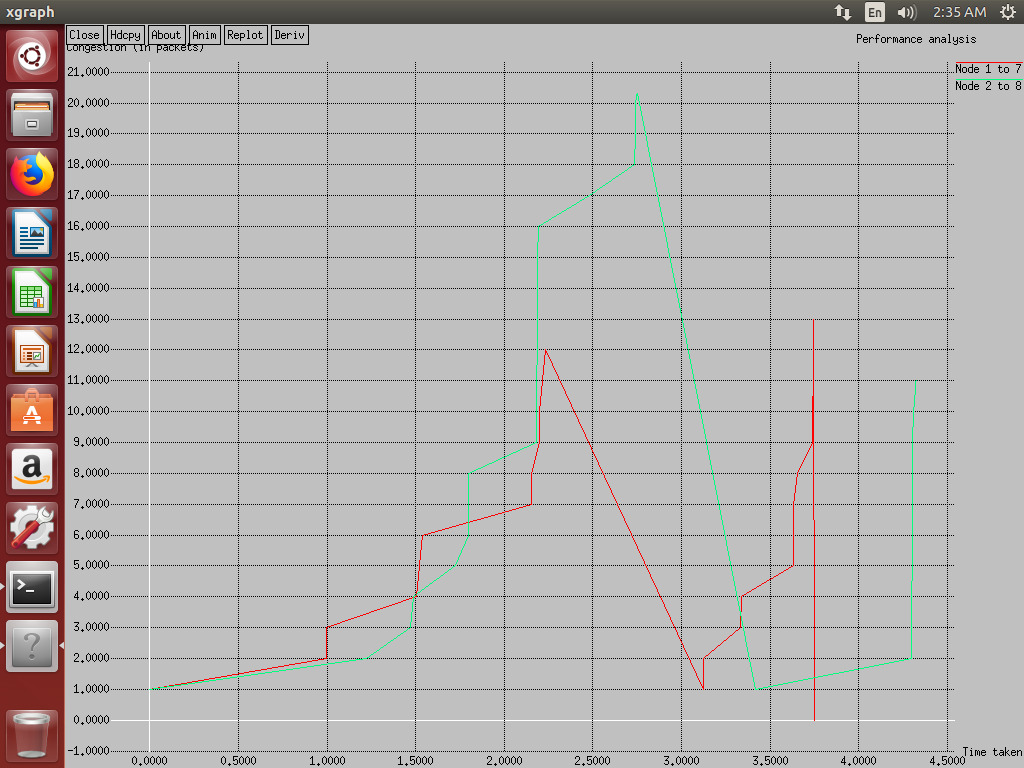 xgraph
En
2:35 AM
Close Hdcpy About Anim Replot Deriv
Congestion (in packets)
Performance analysis
Node 1 to 7
Node 2 to 8
21.0000
20.0000
19.0000
18.0000
17.0000
16.0000
15.0000
14.0000
13.0000
12.0000
11.0000
10.0000
9.0000
8.0000
7.0000
6.0000
5.0000
4.0000
3.0000
2.0000
1.0000
0.0000
-1.0000
Time taken
0.0000 0.5000 1.0000 1.5000 2.0000 2.5000 3.0000 3.5000 4.0000 4.5000